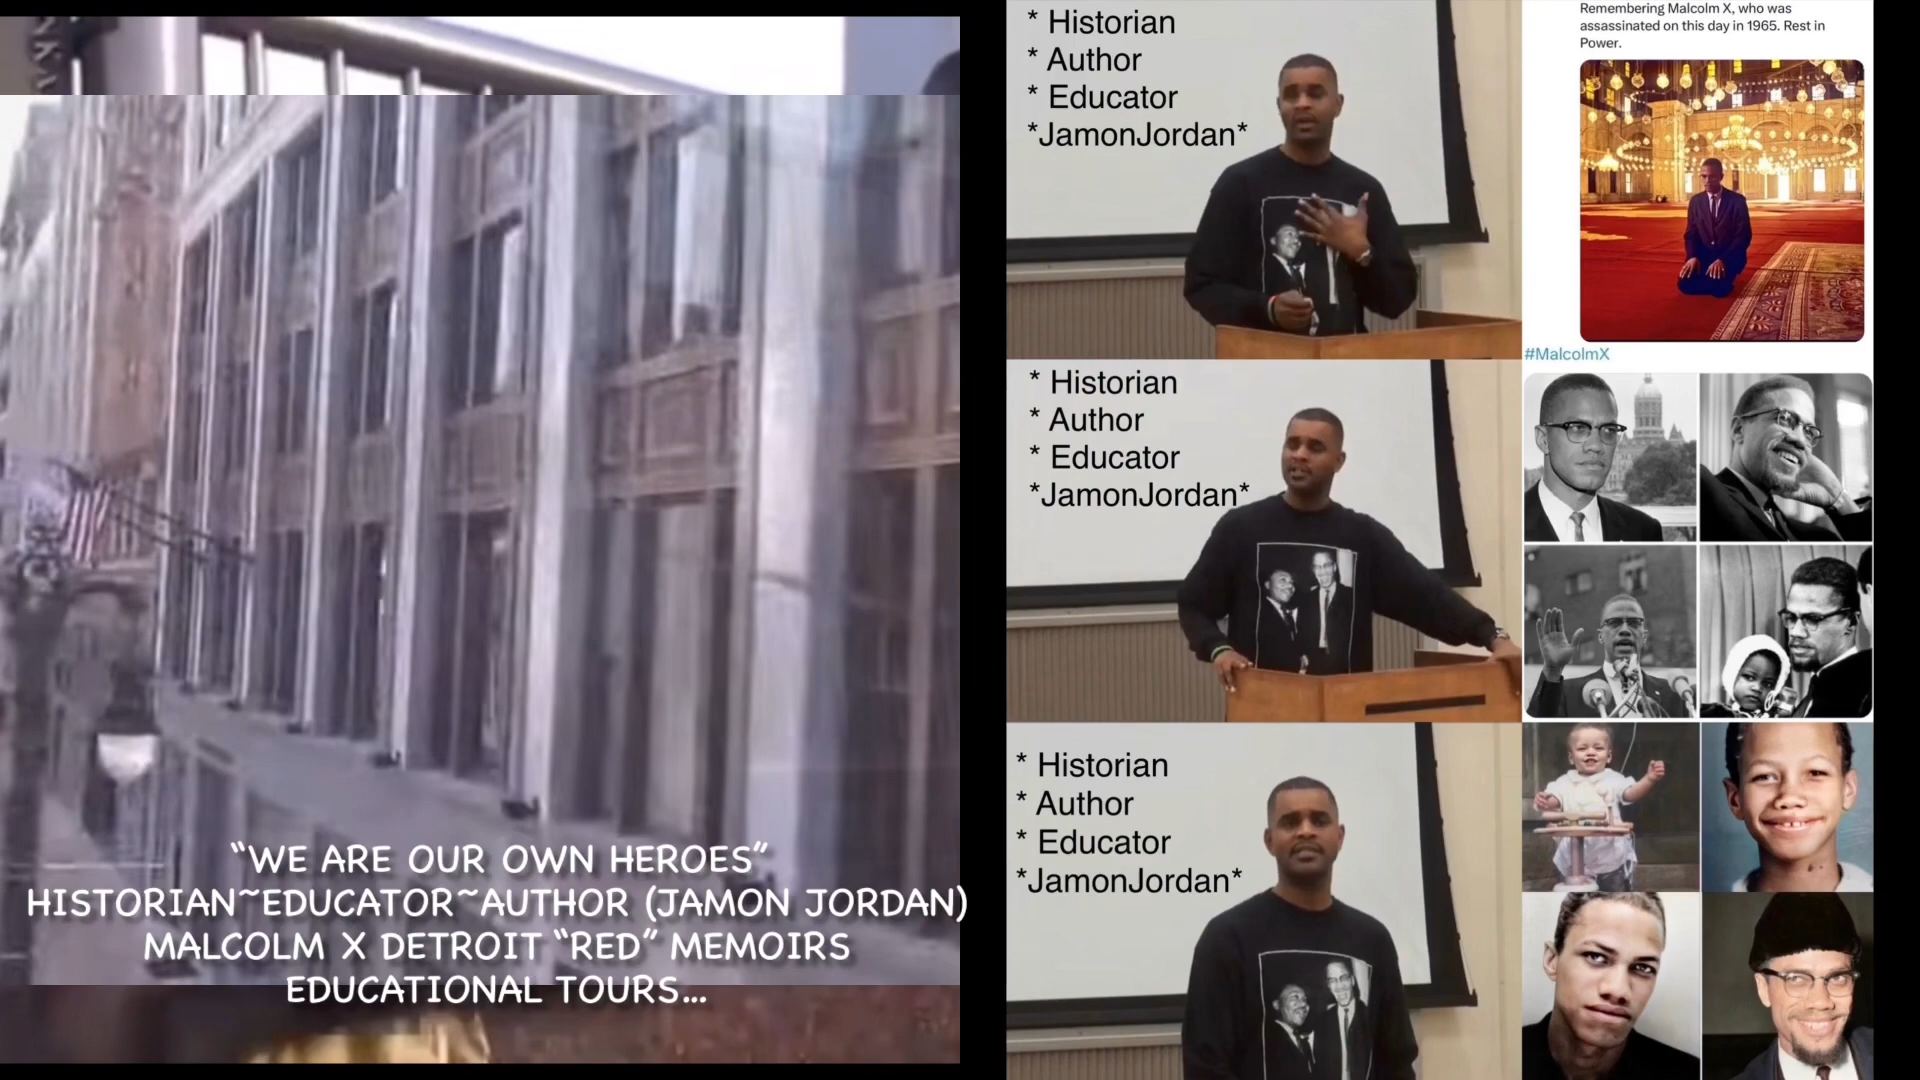 “WE ARE OUR OWN HEROES”
HISTORIAN~EDUCATOR~AUTHOR (JAMON JORDAN)
MALCOLM X DETROIT “RED” MEMOIRS
EDUCATIONAL TOURS...
* Historian
* Author
* Educator
*JamonJordan*
* Historian
* Author
* Educator
*JamonJordan*
* Historian
* Author
* Educator
*JamonJordan*
Remembering Malcolm X, who was
assassinated on this day in 1965. Rest in
Power.
#MalcolmX